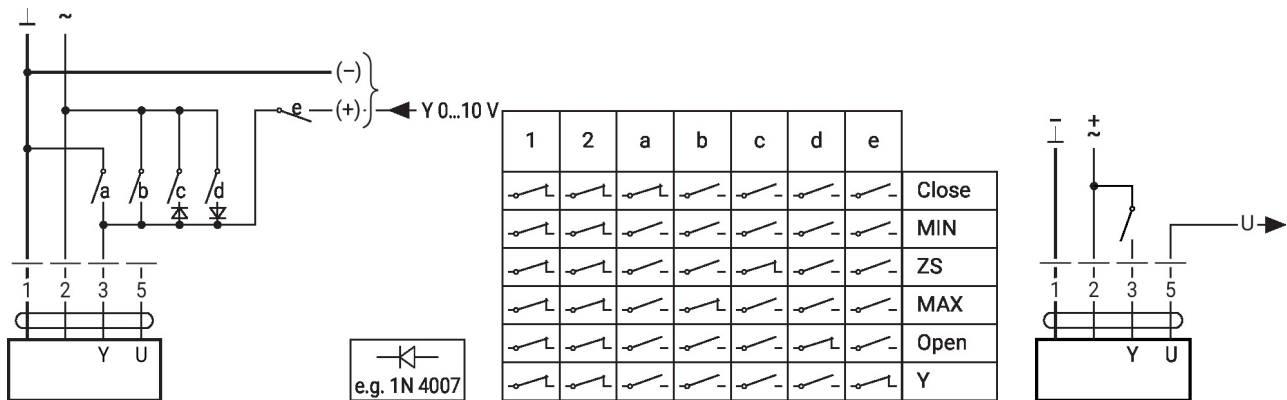 ⊥ ~
(−)
e (+) Y 0...10 V
a b c d
1 2 3 5
Y U
e.g. 1N 4007
1 2 a b c d e
Close
MIN
ZS
MAX
Open
Y
− +
⊥ ~
U
1 2 3 5
Y U